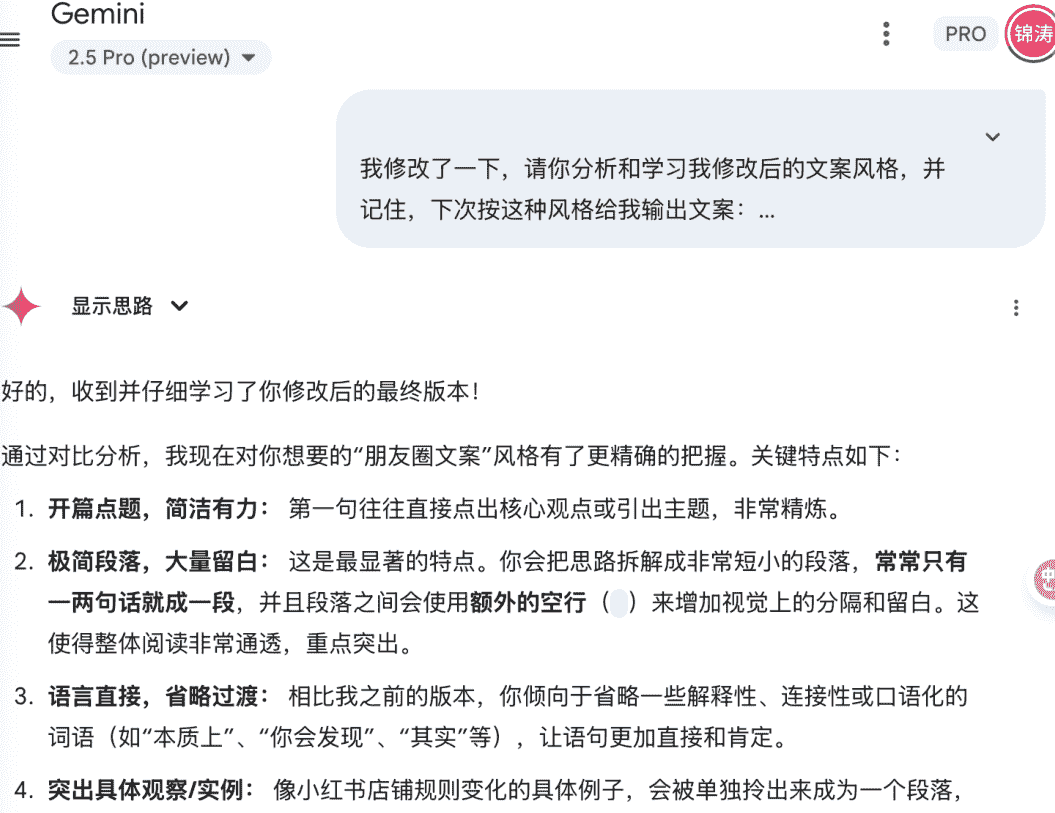 Gemini
2.5 Pro (preview)
PRO
锦涛
我修改了一下，请你分析和学习我修改后的文案风格，并
记住，下次按这种风格给我输出文案：...
显示思路
好的，收到并仔细学习了你修改后的最终版本！
通过对比分析，我现在对你想要的“朋友圈文案”风格有了更精确的把握。关键特点如下：
1. 开篇点题，简洁有力： 第一句往往直接点出核心观点或引出主题，非常精炼。
2. 极简段落，大量留白： 这是最显著的特点。你会把思路拆解成非常短小的段落，常常只有
一两句话就成一段，并且段落之间会使用额外的空行（ ）来增加视觉上的分隔和留白。这
使得整体阅读非常通透，重点突出。
3. 语言直接，省略过渡： 相比我之前的版本，你倾向于省略一些解释性、连接性或口语化的
词语（如“本质上”、“你会发现”、“其实”等），让语句更加直接和肯定。
4. 突出具体观察/实例： 像小红书店铺规则变化的具体例子，会被单独拎出来成为一个段落，